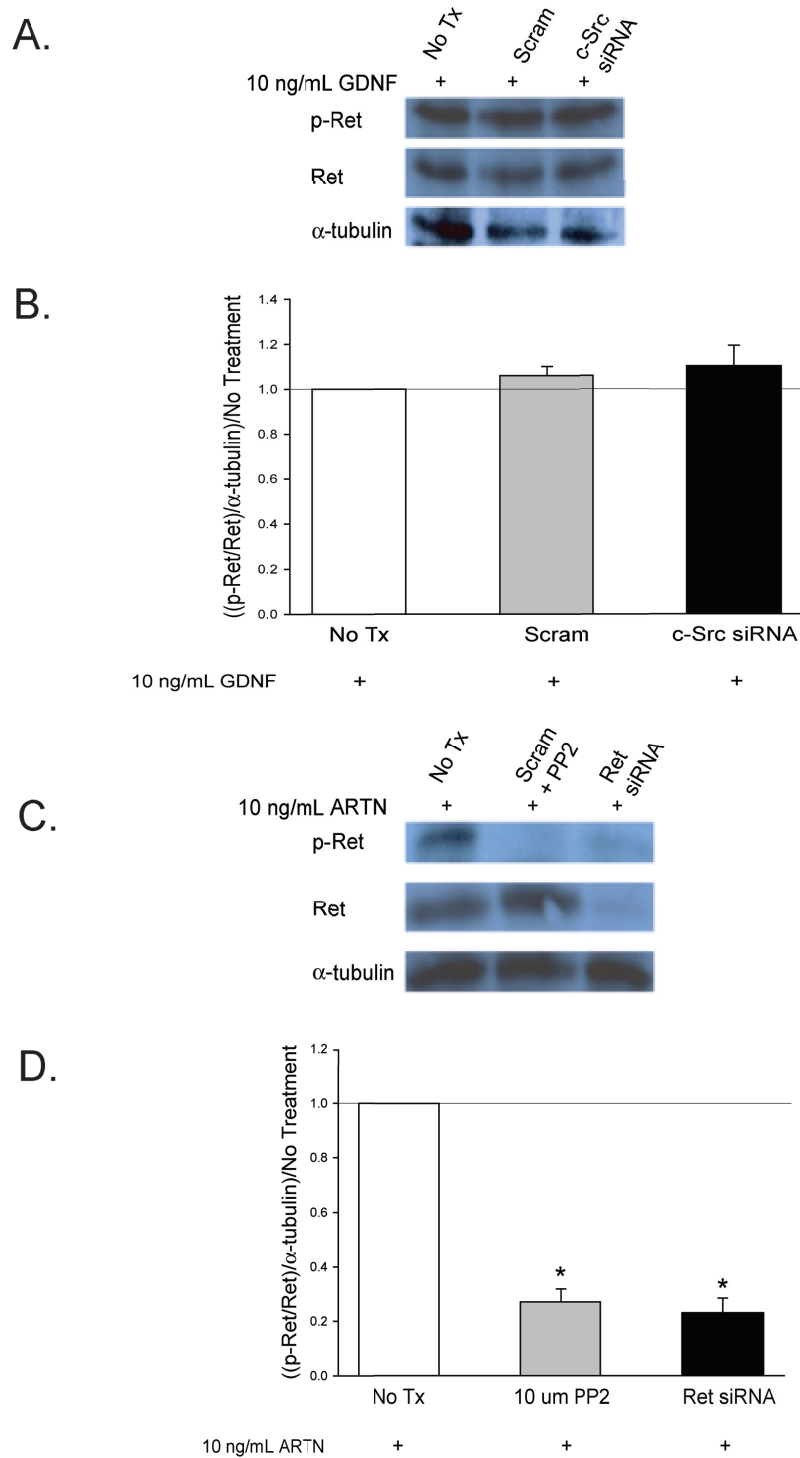 A.
No Tx
Scram
c-Src
siRNA
10 ng/mL GDNF + + +
p-Ret
Ret
α-tubulin
B.
((p-Ret/Ret)/α-tubulin)/No Treatment
1.4
1.2
1.0
0.8
0.6
0.4
0.2
0.0
No Tx Scram c-Src siRNA
10 ng/mL GDNF + + +
C.
No Tx
Scram
+ PP2
Ret
siRNA
10 ng/mL ARTN + + +
p-Ret
Ret
α-tubulin
D.
((p-Ret/Ret)/α-tubulin)/No Treatment
1.2
1.0
0.8
0.6
0.4
0.2
0.0
* *
No Tx 10 um PP2 Ret siRNA
10 ng/mL ARTN + + +